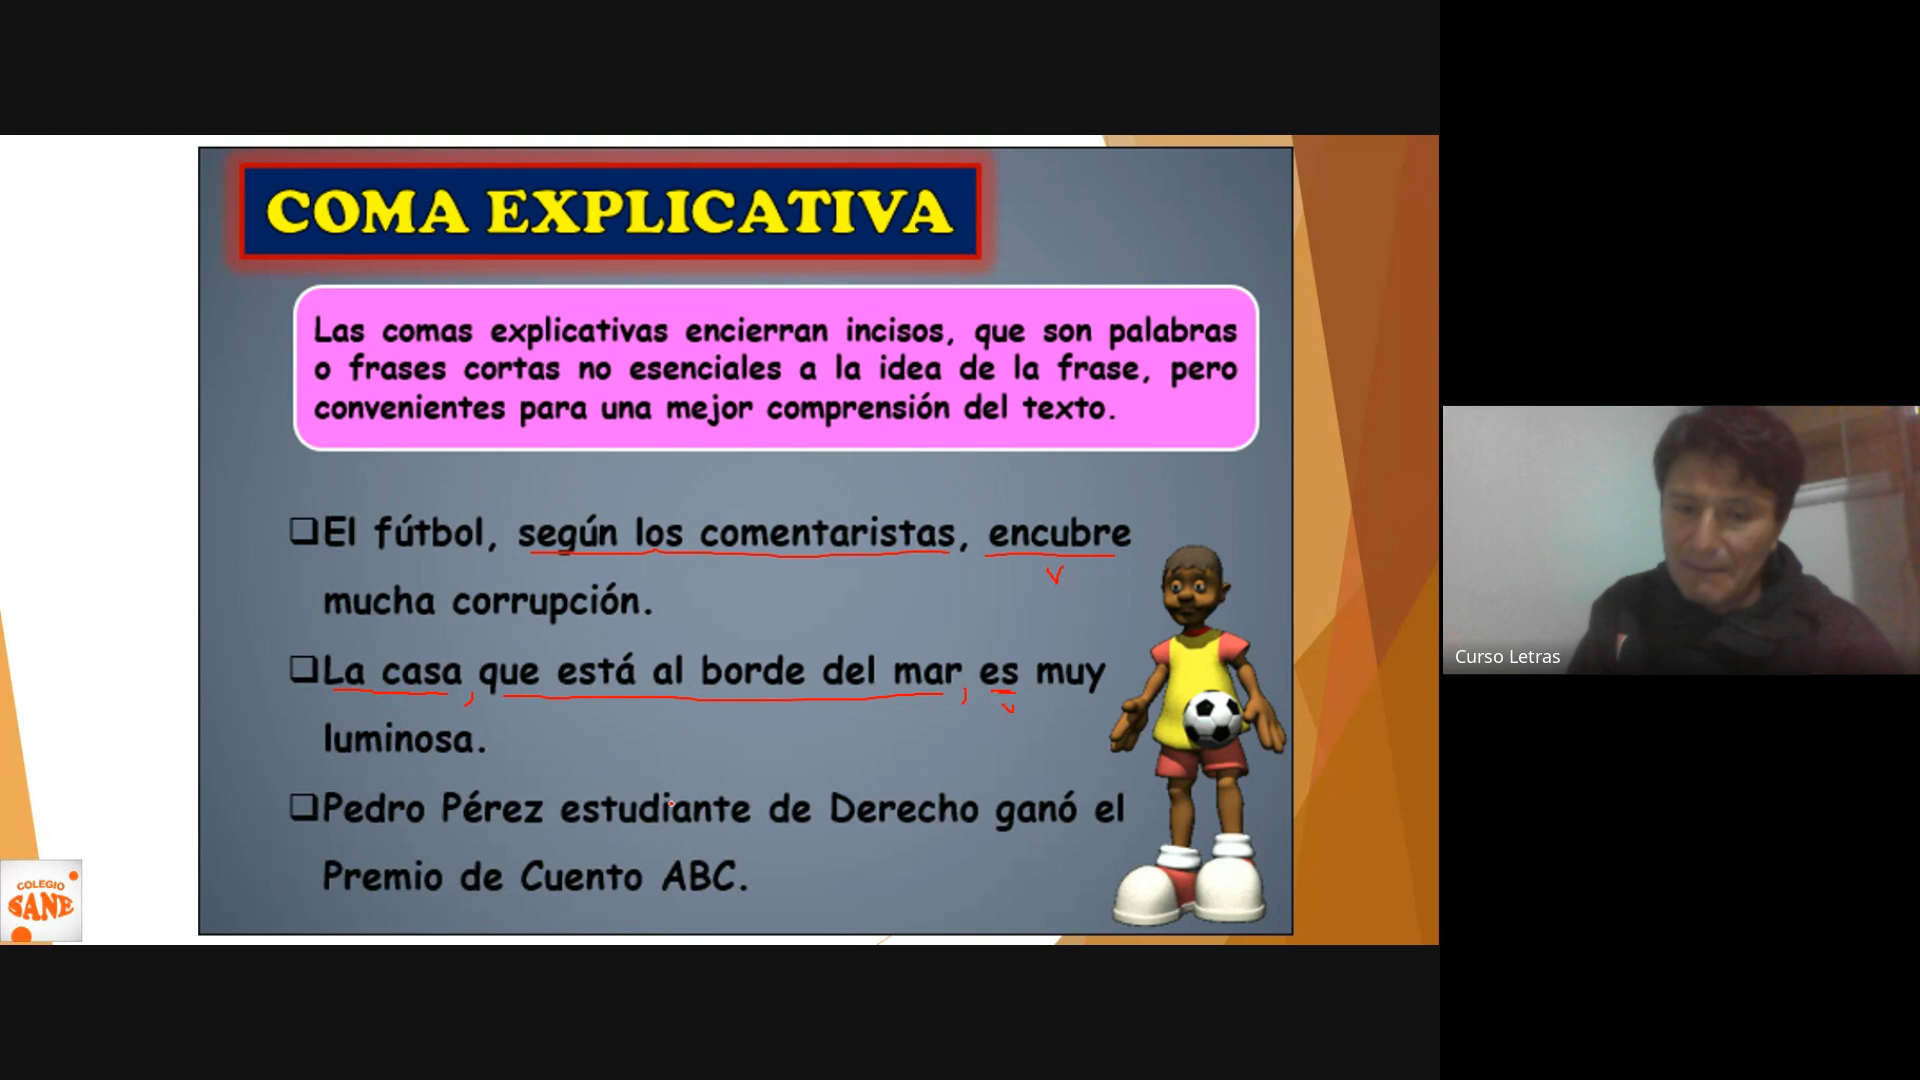 COMA EXPLICATIVA
Las comas explicativas encierran incisos, que son palabras
o frases cortas no esenciales a la idea de la frase, pero
convenientes para una mejor comprensión del texto.
El fútbol, según los comentaristas, encubre
v
mucha corrupción.
La casa, que está al borde del mar, es muy
v
luminosa.
Pedro Pérez estudiante de Derecho ganó el
Premio de Cuento ABC.
COLEGIO
SANE
Curso Letras